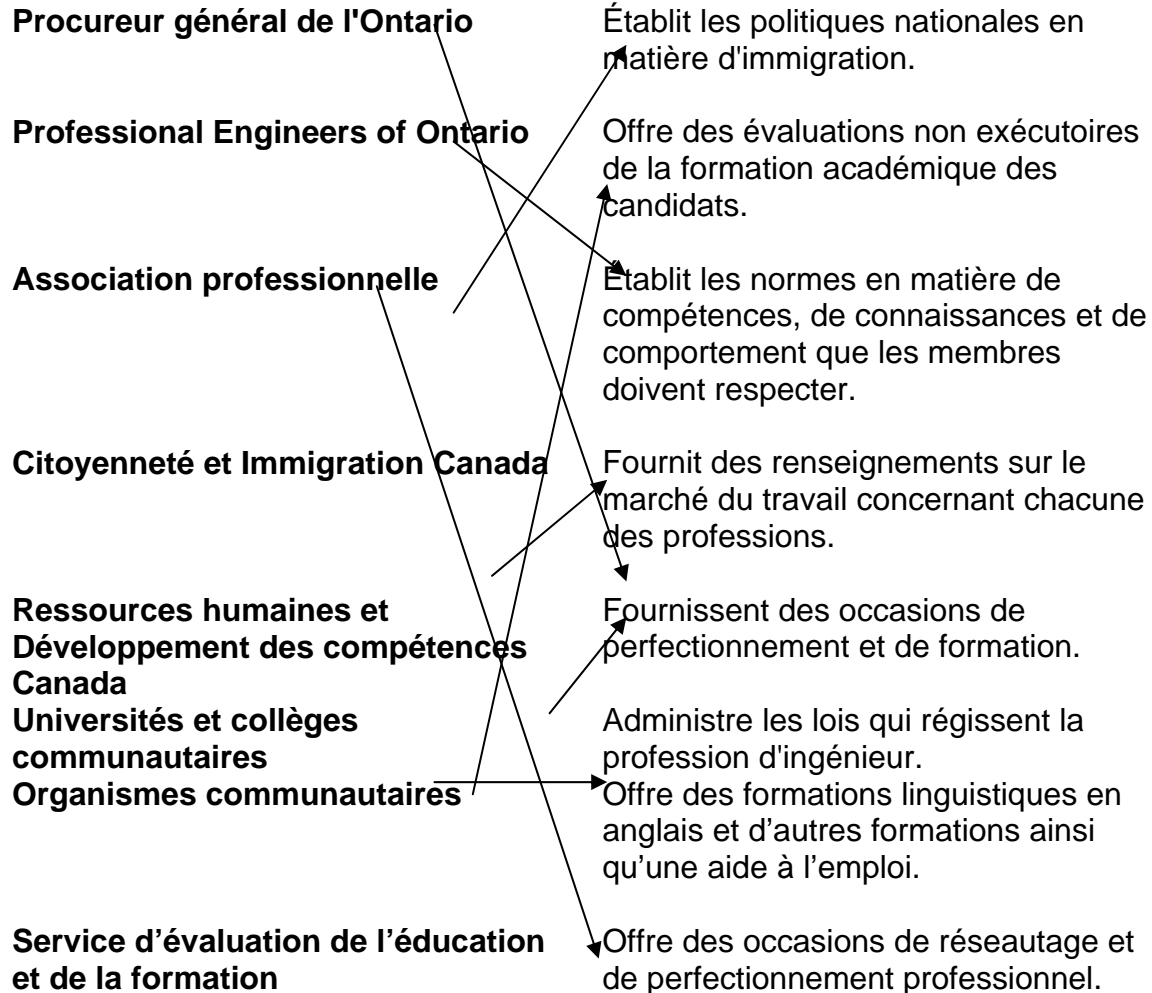 Procureur général de l'Ontario
Établit les politiques nationales en
matière d'immigration.
Professional Engineers of Ontario
Offre des évaluations non exécutoires
de la formation académique des
candidats.
Association professionnelle
Établit les normes en matière de
compétences, de connaissances et de
comportement que les membres
doivent respecter.
Citoyenneté et Immigration Canada
Fournit des renseignements sur le
marché du travail concernant chacune
des professions.
Ressources humaines et
Développement des compétences
Canada
Fournissent des occasions de
perfectionnement et de formation.
Universités et collèges
communautaires
Administre les lois qui régissent la
profession d'ingénieur.
Organismes communautaires
Offre des formations linguistiques en
anglais et d’autres formations ainsi
qu’une aide à l’emploi.
Service d’évaluation de l’éducation
et de la formation
Offre des occasions de réseautage et
de perfectionnement professionnel.